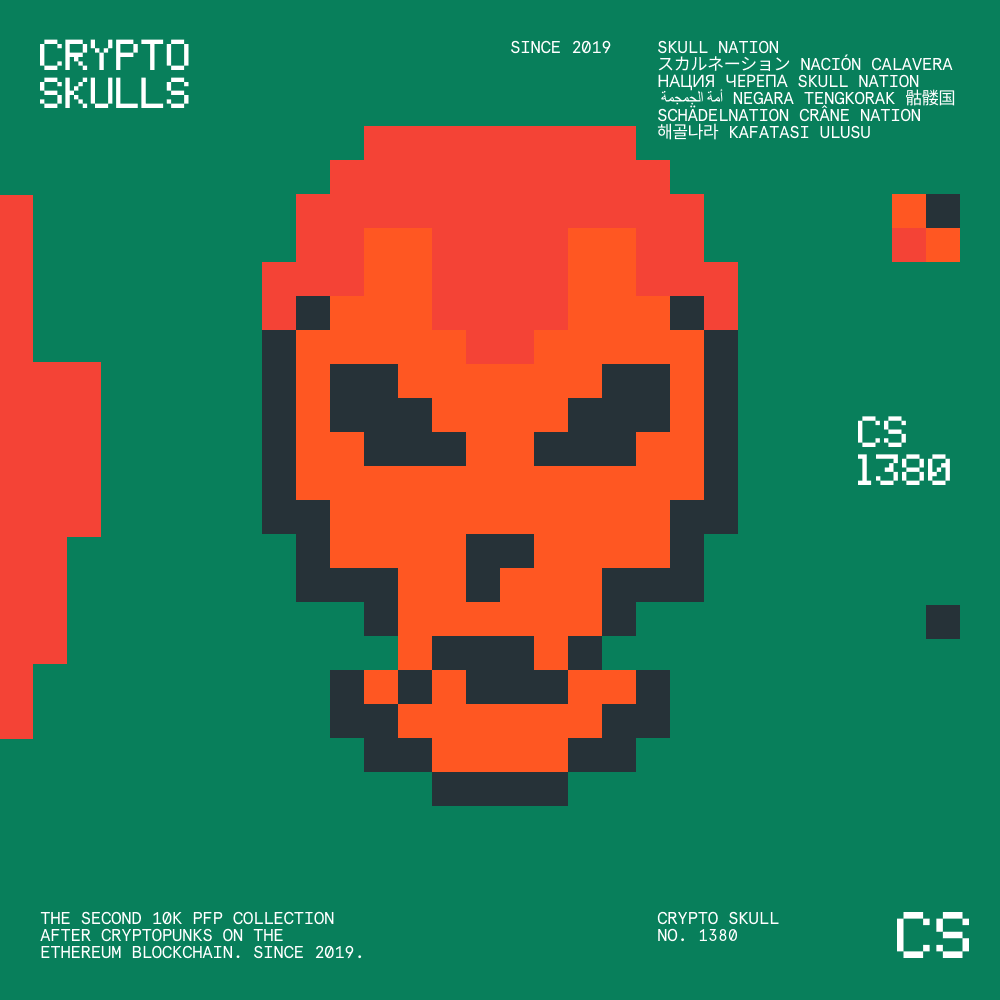 CRYPTO
SKULLS
SINCE 2019
SKULL NATION
スカルネーション NACIÓN CALAVERA
НАЦИЯ ЧЕРЕПА SKULL NATION
أمة الجمجمة NEGARA TENGKORAK 骷髅国
SCHÄDELNATION CRÂNE NATION
해골나라 KAFATASI ULUSU
CS
1380
THE SECOND 10K PFP COLLECTION
AFTER CRYPTOPUNKS ON THE
ETHEREUM BLOCKCHAIN. SINCE 2019.
CRYPTO SKULL
NO. 1380
CS